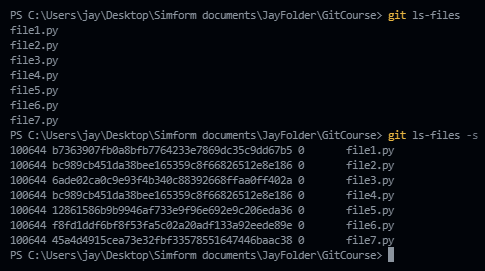 PS C:\Users\jay\Desktop\Simform documents\JayFolder\GitCourse> git ls-files
file1.py
file2.py
file3.py
file4.py
file5.py
file6.py
file7.py
PS C:\Users\jay\Desktop\Simform documents\JayFolder\GitCourse> git ls-files -s
100644 b7363907fb0a8bfb7764233e7869dc35c9dd67b5 0 file1.py
100644 bc989cb451da38bee165359c8f66826512e8e186 0 file2.py
100644 6ade02ca0c9e93f4b340c88392668ffaa0ff402a 0 file3.py
100644 bc989cb451da38bee165359c8f66826512e8e186 0 file4.py
100644 12861586b9b9946af733e9f96e692e9c206eda36 0 file5.py
100644 f8fd1ddf6bf8f53fa5c02a20adf133a92eede89e 0 file6.py
100644 45a4d4915cea73e32fbf33578551647446baac38 0 file7.py
PS C:\Users\jay\Desktop\Simform documents\JayFolder\GitCourse>